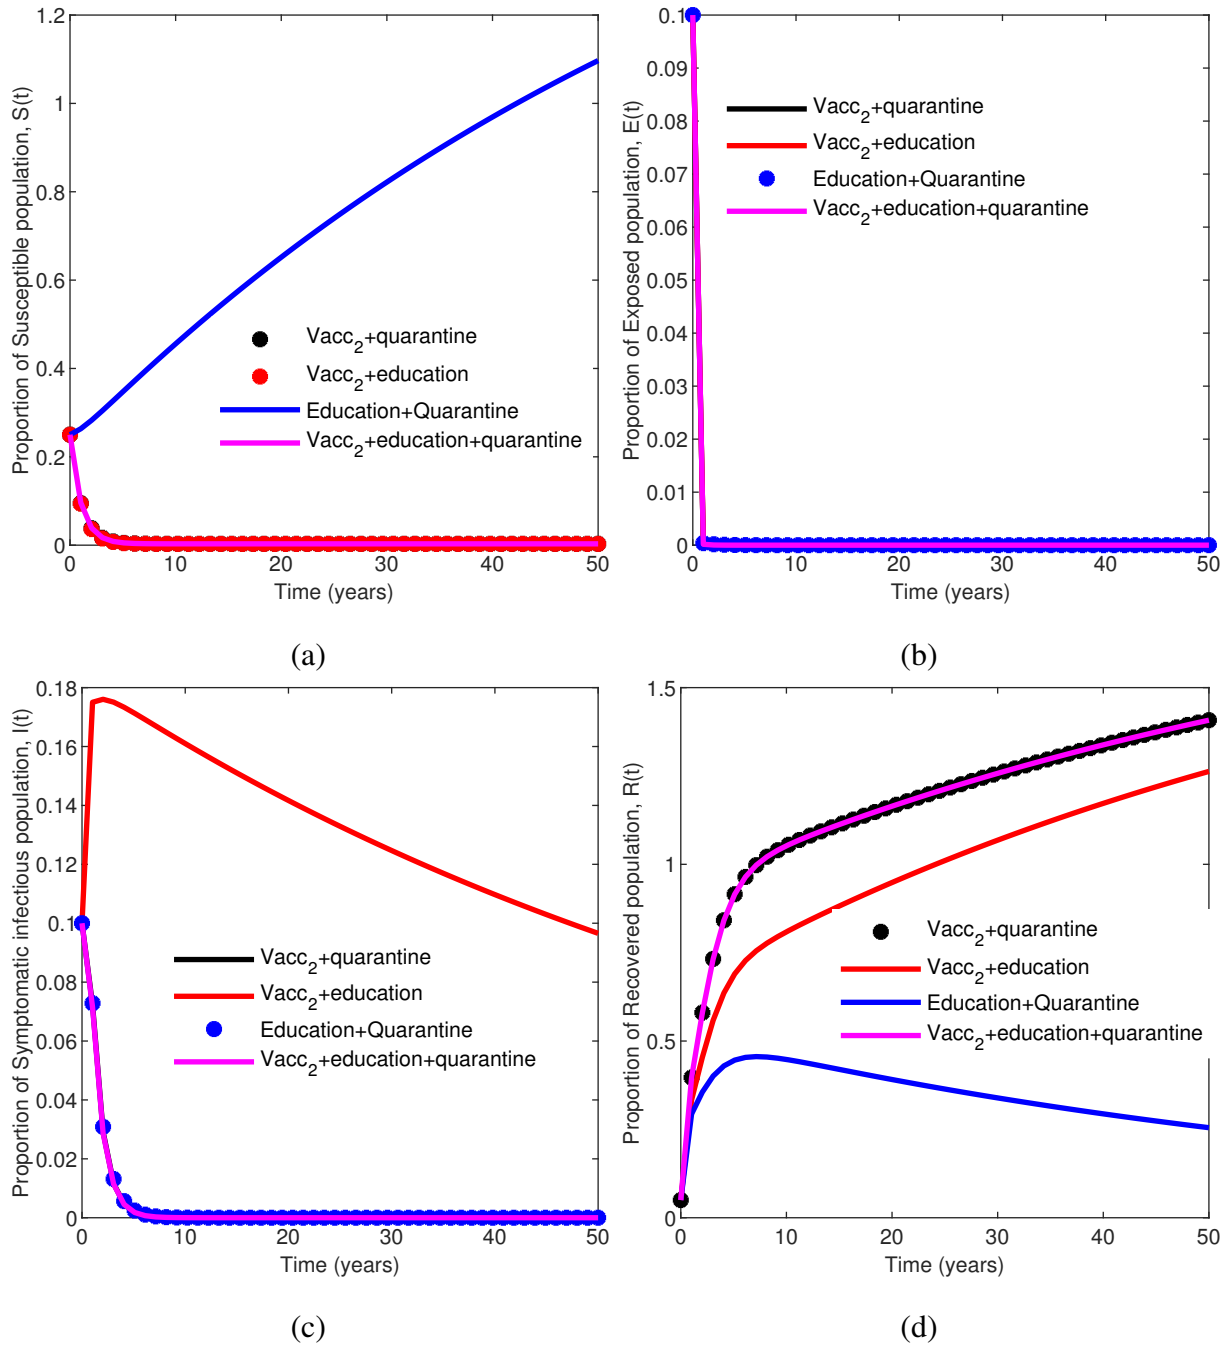 Proportion of Susceptible population, S(t)
1.2
1
0.8
0.6
0.4
0.2
0
0 10 20 30 40 50
Time (years)
Vacc2+quarantine
Vacc2+education
Education+Quarantine
Vacc2+education+quarantine
(a)
Proportion of Exposed population, E(t)
0.1
0.09
0.08
0.07
0.06
0.05
0.04
0.03
0.02
0.01
0
0 10 20 30 40 50
Time (years)
Vacc2+quarantine
Vacc2+education
Education+Quarantine
Vacc2+education+quarantine
(b)
Proportion of Symptomatic infectious population, I(t)
0.18
0.16
0.14
0.12
0.1
0.08
0.06
0.04
0.02
0
0 10 20 30 40 50
Time (years)
Vacc2+quarantine
Vacc2+education
Education+Quarantine
Vacc2+education+quarantine
(c)
Proportion of Recovered population, R(t)
1.5
1
0.5
0
0 10 20 30 40 50
Time (years)
Vacc2+quarantine
Vacc2+education
Education+Quarantine
Vacc2+education+quarantine
(d)